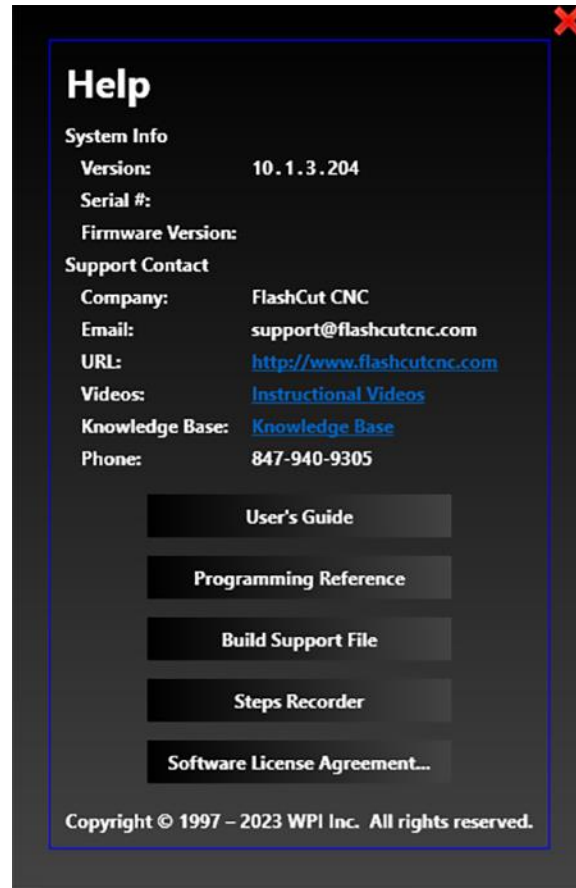 Help
System Info
Version: 10.1.3.204
Serial #:
Firmware Version:
Support Contact
Company: FlashCut CNC
Email: support@flashcutcnc.com
URL: http://www.flashcutcnc.com
Videos: Instructional Videos
Knowledge Base: Knowledge Base
Phone: 847-940-9305
User's Guide
Programming Reference
Build Support File
Steps Recorder
Software License Agreement...
Copyright © 1997 – 2023 WPI Inc. All rights reserved.